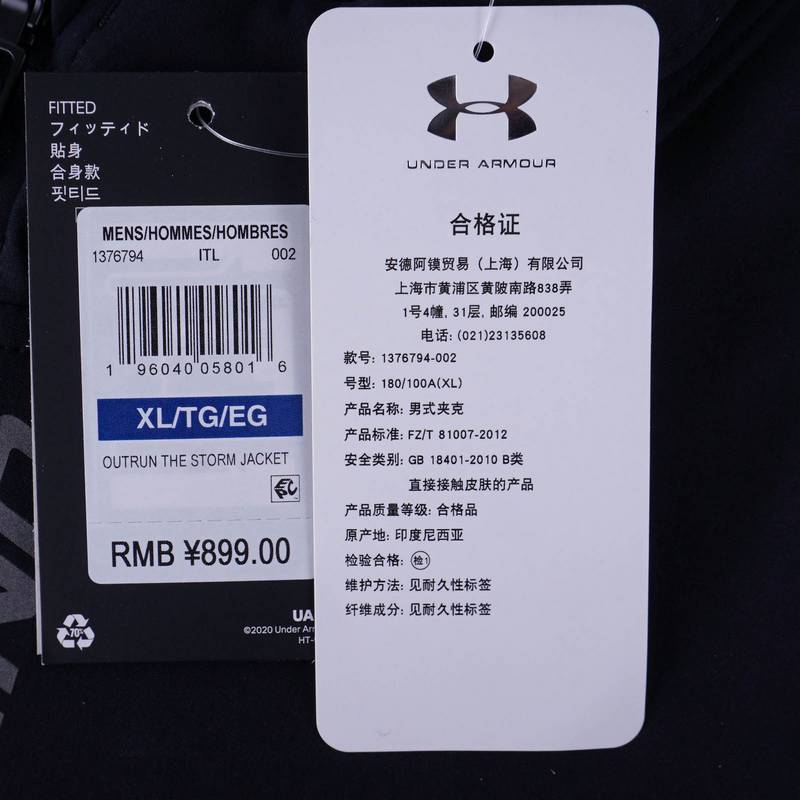 FITTED
フィッティド
貼身
合身款
핏티드
MENS/HOMMES/HOMBRES
1376794 ITL 002
1 96040 05801 6
XL/TG/EG
OUTRUN THE STORM JACKET
RMB ¥899.00
70%
UA
©2020 Under Arm
HT-
UNDER ARMOUR
合格证
安德阿镆贸易（上海）有限公司
上海市黄浦区黄陂南路838弄
1号4幢, 31层, 邮编 200025
电话: (021)23135608
款号: 1376794-002
号型: 180/100A(XL)
产品名称: 男式夹克
产品标准: FZ/T 81007-2012
安全类别: GB 18401-2010 B类
直接接触皮肤的产品
产品质量等级: 合格品
原产地: 印度尼西亚
检验合格: 检1
维护方法: 见耐久性标签
纤维成分: 见耐久性标签